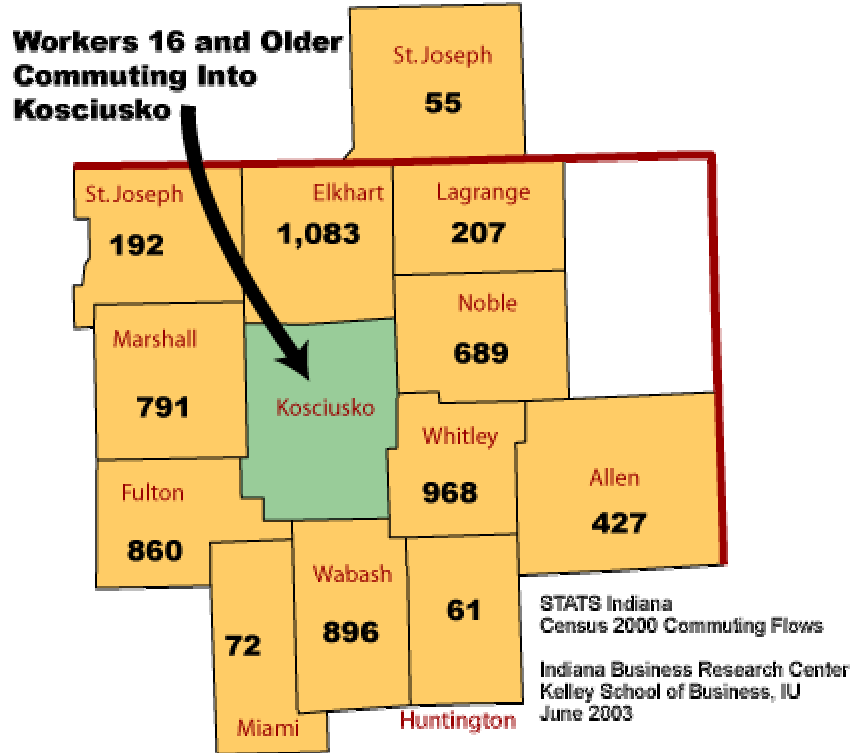 Workers 16 and Older
Commuting Into
Kosciusko
St. Joseph
55
St. Joseph
192
Elkhart
1,083
Lagrange
207
Noble
689
Marshall
791
Kosciusko
Whitley
968
Allen
427
Fulton
860
Wabash
896
61
72
Miami
Huntington
STATS Indiana
Census 2000 Commuting Flows
Indiana Business Research Center
Kelley School of Business, IU
June 2003